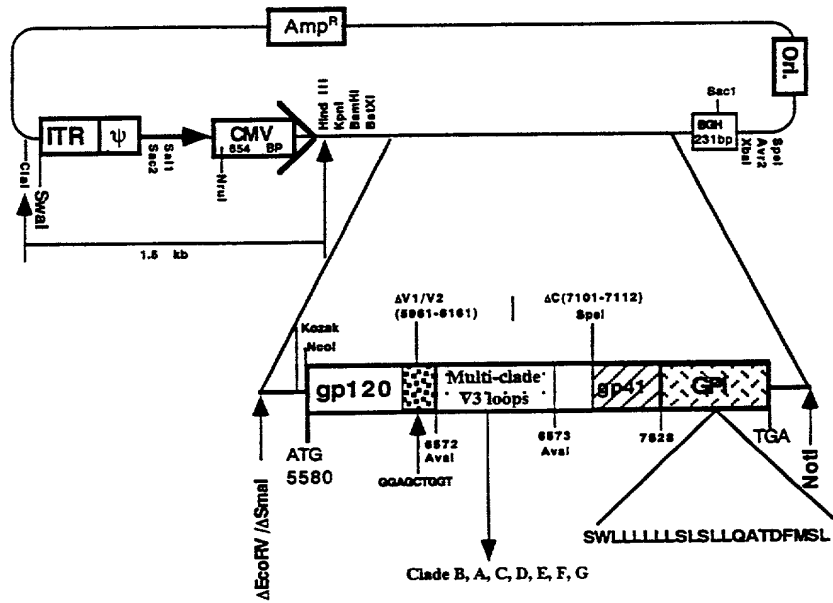 Amp^R
Ori.
Sac1
ITR
ψ
CMV
654 BP
Hind III
KpnI
BamHI
BstXI
BGH
231bp
XbaI
Avr2
SpeI
ClaI
SwaI
Sac2
Sal1
NruI
1.5 kb
ΔV1/V2
(5961-6161)
ΔC(7101-7112)
SpeI
Kozak
NcoI
gp120
Multi-clade
V3 loops
gp41
GPI
ATG
5580
6572
AvaI
6573
AvaI
7628
TGA
GGAGCTGGT
NotI
ΔEcoRV/ΔSmaI
SWLLLLLLSLSLLQATDFMSL
Clade B, A, C, D, E, F, G